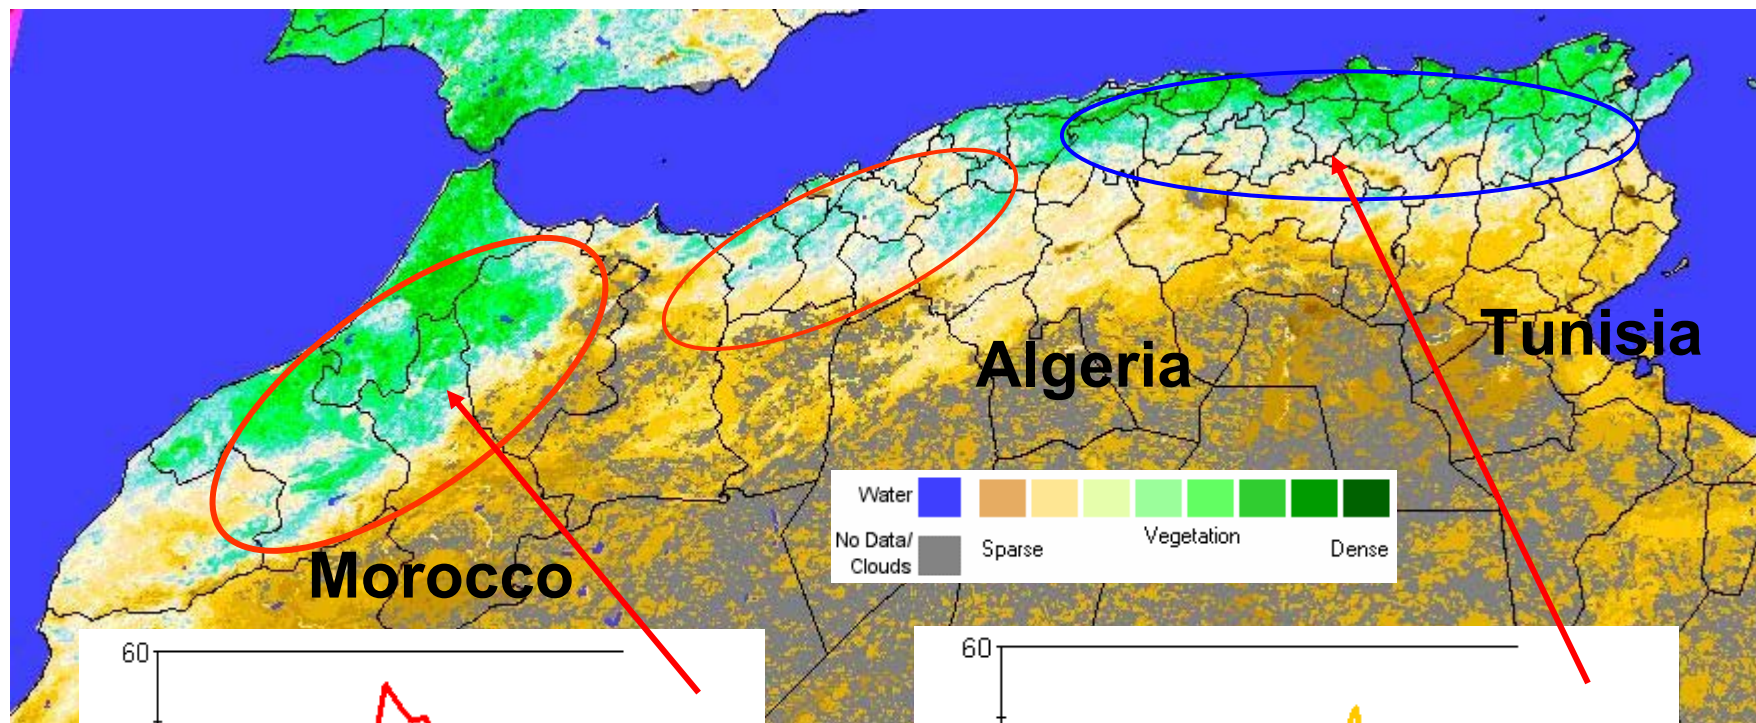 Tunisia
Algeria
Water
No Data/
Clouds
Sparse
Vegetation
Dense
Morocco
60
60